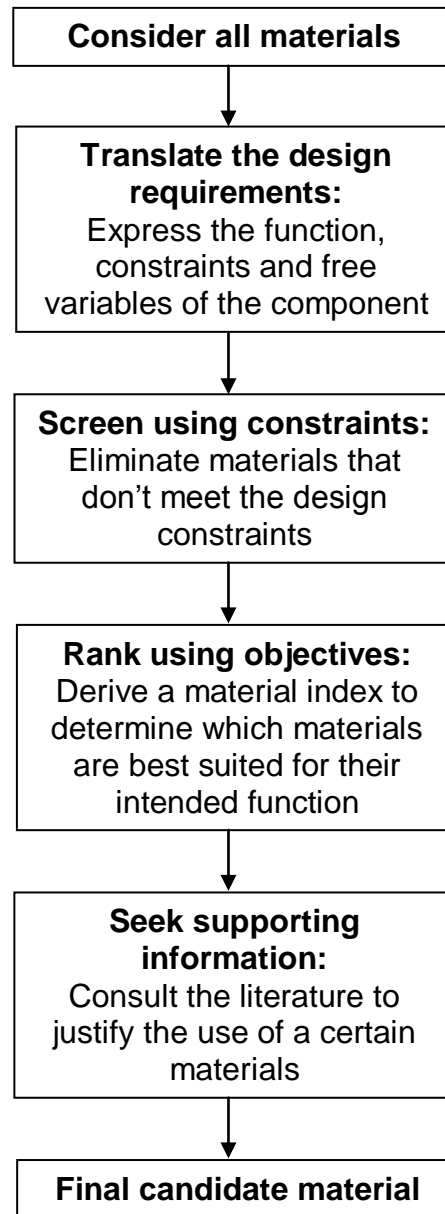 Consider all materials
Translate the design
requirements:
Express the function,
constraints and free
variables of the component
Screen using constraints:
Eliminate materials that
don't meet the design
constraints
Rank using objectives:
Derive a material index to
determine which materials
are best suited for their
intended function
Seek supporting
information:
Consult the literature to
justify the use of a certain
materials
Final candidate material